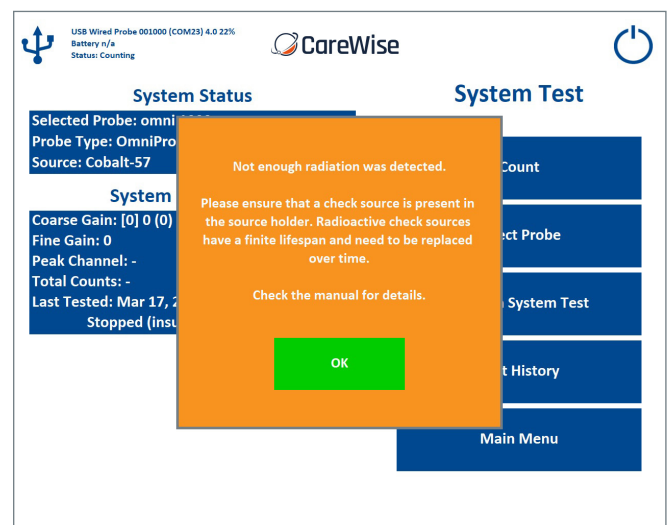 USB Wired Probe 001000 (COM23) 4.0 22%
Battery n/a
Status: Counting
CareWise
System Status
System Test
Selected Probe: omni
Probe Type: OmniPro
Source: Cobalt-57
System
Coarse Gain: [0] 0 (0)
Fine Gain: 0
Peak Channel: -
Total Counts: -
Last Tested: Mar 17, 2
Stopped (insu
Not enough radiation was detected.
Please ensure that a check source is present in
the source holder. Radioactive check sources
have a finite lifespan and need to be replaced
over time.
Check the manual for details.
OK
Count
ect Probe
System Test
t History
Main Menu